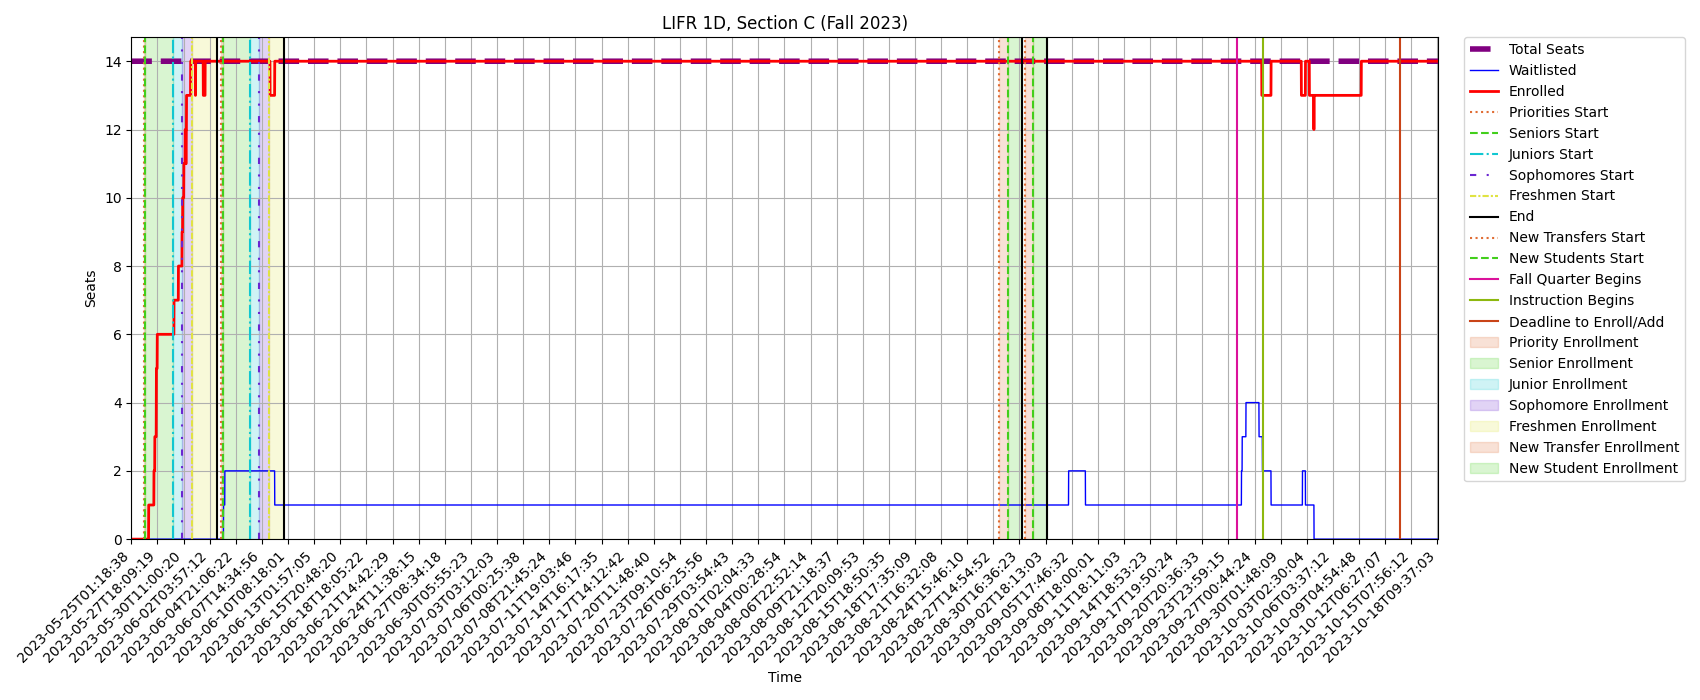 LIFR 1D, Section C (Fall 2023)
Seats
14
12
10
8
6
4
2
0
2023-05-25T01:18:38
2023-05-27T18:09:19
2023-05-30T11:00:20
2023-06-02T03:57:12
2023-06-04T21:06:22
2023-06-07T14:34:56
2023-06-10T08:18:01
2023-06-13T01:57:05
2023-06-15T20:48:20
2023-06-18T18:05:22
2023-06-21T14:42:29
2023-06-24T11:38:15
2023-06-27T08:34:18
2023-06-30T05:55:23
2023-07-03T03:12:03
2023-07-06T00:25:38
2023-07-08T21:45:24
2023-07-11T19:03:46
2023-07-14T16:17:35
2023-07-17T14:12:42
2023-07-20T11:48:40
2023-07-23T09:10:54
2023-07-26T06:25:56
2023-07-29T03:54:43
2023-08-01T02:04:33
2023-08-04T00:28:54
2023-08-06T22:52:14
2023-08-09T21:18:37
2023-08-12T20:09:53
2023-08-15T18:50:35
2023-08-18T17:35:09
2023-08-21T16:32:08
2023-08-24T15:46:10
2023-08-27T14:54:52
2023-08-30T16:36:23
2023-09-02T18:13:03
2023-09-05T17:46:32
2023-09-08T18:00:01
2023-09-11T18:11:03
2023-09-14T18:53:23
2023-09-17T19:50:24
2023-09-20T20:36:33
2023-09-23T23:59:15
2023-09-27T00:44:24
2023-09-30T01:48:09
2023-10-03T02:30:04
2023-10-06T03:37:12
2023-10-09T04:54:48
2023-10-12T06:27:07
2023-10-15T07:56:12
2023-10-18T09:37:03
Time
Total Seats
Waitlisted
Enrolled
Priorities Start
Seniors Start
Juniors Start
Sophomores Start
Freshmen Start
End
New Transfers Start
New Students Start
Fall Quarter Begins
Instruction Begins
Deadline to Enroll/Add
Priority Enrollment
Senior Enrollment
Junior Enrollment
Sophomore Enrollment
Freshmen Enrollment
New Transfer Enrollment
New Student Enrollment